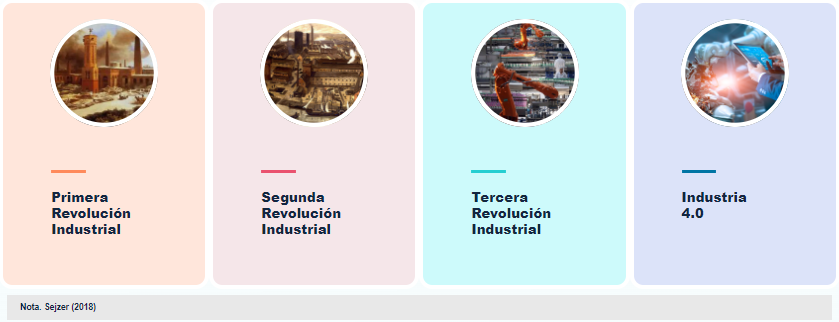 Primera
Revolución
Industrial
Segunda
Revolución
Industrial
Tercera
Revolución
Industrial
Industria
4.0
Nota. Sejzer (2018)